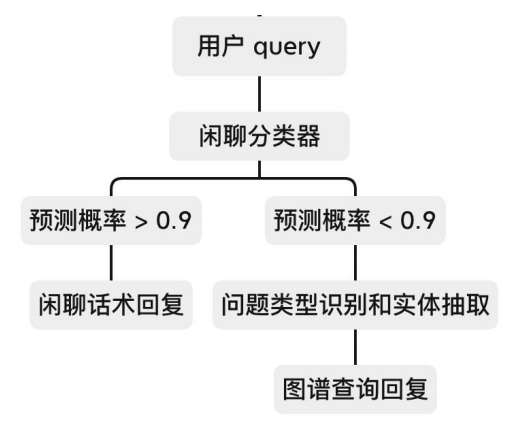 用户 query
闲聊分类器
预测概率 > 0.9
预测概率 < 0.9
闲聊话术回复
问题类型识别和实体抽取
图谱查询回复